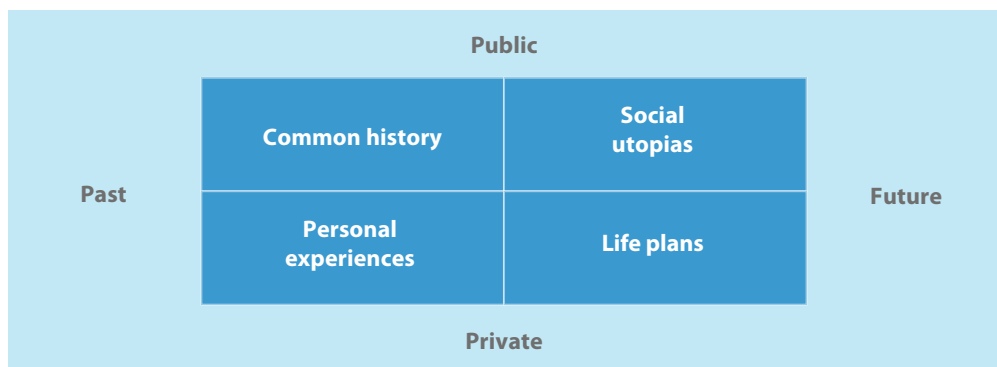 Public
Common history
Social
utopias
Past
Future
Personal
experiences
Life plans
Private